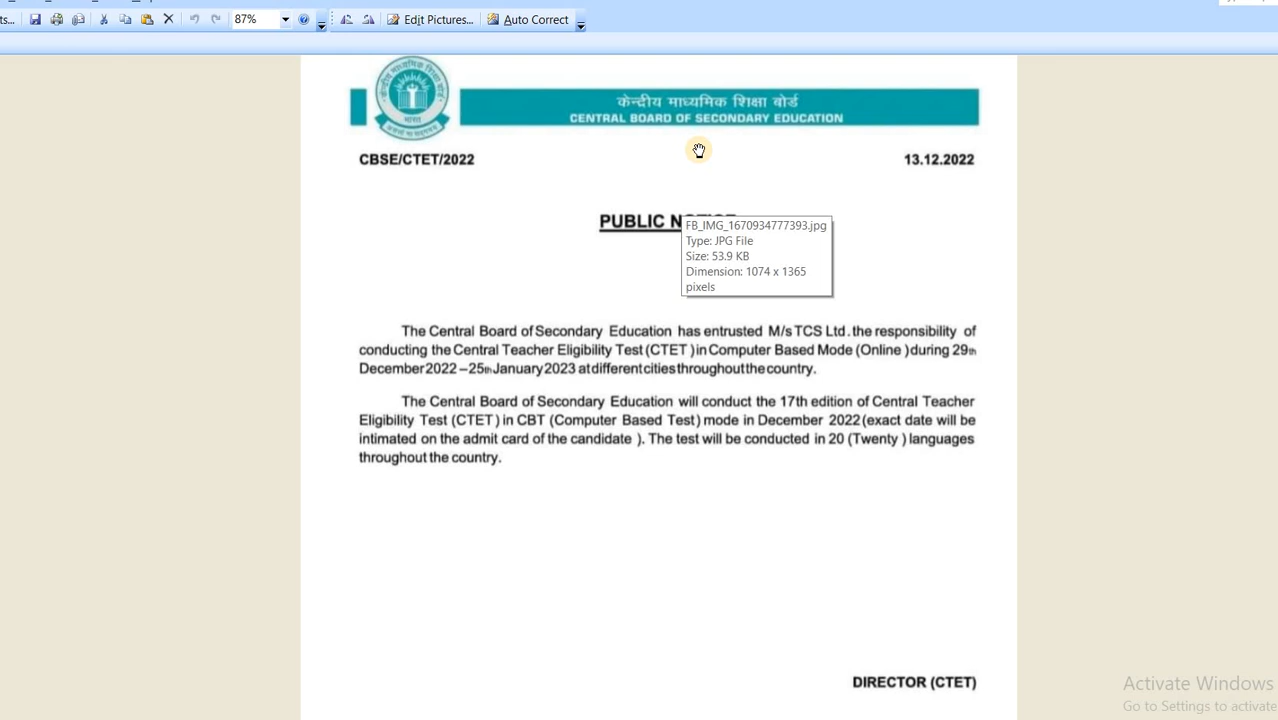 ts...
87%
Edit Pictures...
Auto Correct
केन्द्रीय माध्यमिक शिक्षा बोर्ड
CENTRAL BOARD OF SECONDARY EDUCATION
भारत
CBSE/CTET/2022
13.12.2022
PUBLIC
FB_IMG_1670934777393.jpg
Type: JPG File
Size: 53.9 KB
Dimension: 1074 x 1365
pixels
The Central Board of Secondary Education has entrusted M/s TCS Ltd. the responsibility of
conducting the Central Teacher Eligibility Test (CTET ) in Computer Based Mode (Online ) during 29th
December 2022 – 25th January 2023 at different cities throughout the country.
The Central Board of Secondary Education will conduct the 17th edition of Central Teacher
Eligibility Test (CTET ) in CBT (Computer Based Test) mode in December 2022 (exact date will be
intimated on the admit card of the candidate ). The test will be conducted in 20 (Twenty ) languages
throughout the country.
DIRECTOR (CTET)
Activate Windows
Go to Settings to activate